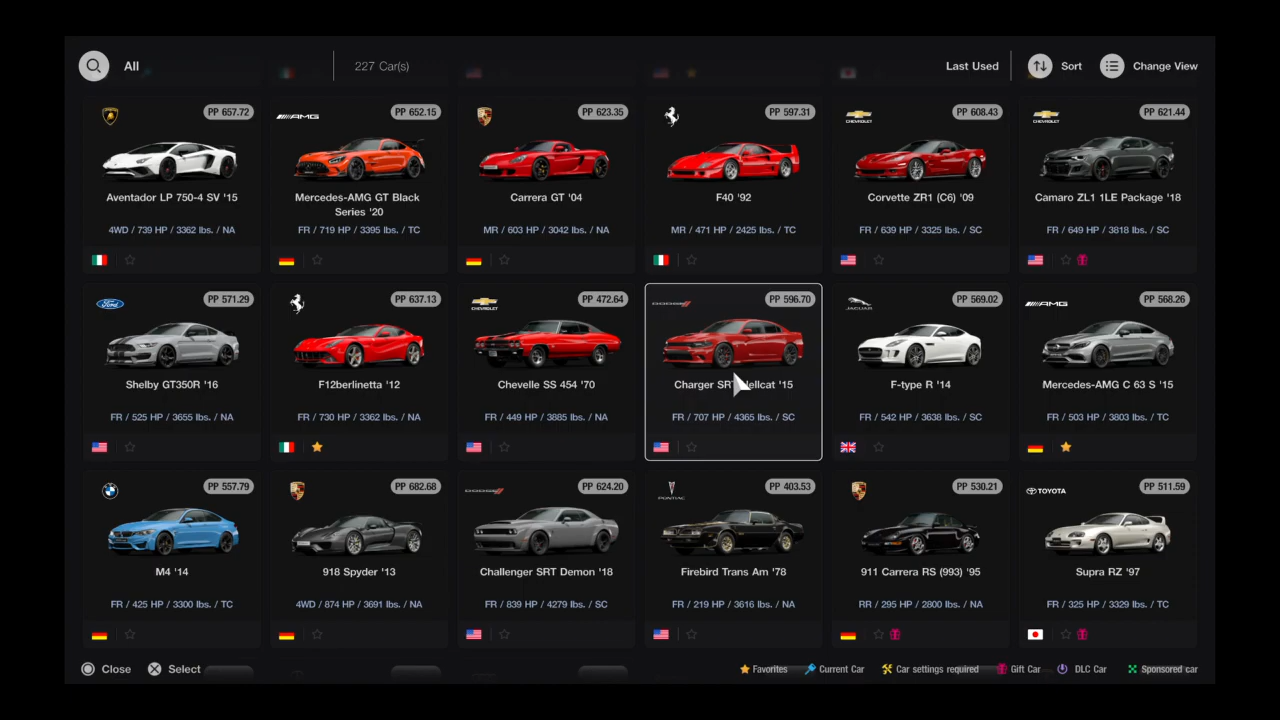 All
227 Car(s)
Last Used
Sort
Change View
PP 657.72
Aventador LP 750-4 SV '15
4WD / 739 HP / 3362 lbs. / NA
AMG
PP 652.15
Mercedes-AMG GT Black
Series '20
FR / 719 HP / 3395 lbs. / TC
PP 623.35
Carrera GT '04
MR / 603 HP / 3042 lbs. / NA
PP 597.31
F40 '92
MR / 471 HP / 2425 lbs. / TC
CHEVROLET
PP 608.43
Corvette ZR1 (C6) '09
FR / 639 HP / 3325 lbs. / SC
CHEVROLET
PP 621.44
Camaro ZL1 1LE Package '18
FR / 649 HP / 3818 lbs. / SC
Ford
PP 571.29
Shelby GT350R '16
FR / 525 HP / 3655 lbs. / NA
PP 637.13
F12berlinetta '12
FR / 730 HP / 3362 lbs. / NA
CHEVROLET
PP 472.64
Chevelle SS 454 '70
FR / 449 HP / 3885 lbs. / NA
DODGE
PP 596.70
Charger SRT Hellcat '15
FR / 707 HP / 4365 lbs. / SC
JAGUAR
PP 569.02
F-type R '14
FR / 542 HP / 3638 lbs. / SC
AMG
PP 568.26
Mercedes-AMG C 63 S '15
FR / 503 HP / 3803 lbs. / TC
PP 557.79
M4 '14
FR / 425 HP / 3300 lbs. / TC
PP 682.68
918 Spyder '13
4WD / 874 HP / 3691 lbs. / NA
DODGE
PP 624.20
Challenger SRT Demon '18
FR / 839 HP / 4279 lbs. / SC
PONTIAC
PP 403.53
Firebird Trans Am '78
FR / 219 HP / 3616 lbs. / NA
PP 530.21
911 Carrera RS (993) '95
RR / 295 HP / 2800 lbs. / NA
TOYOTA
PP 511.59
Supra RZ '97
FR / 325 HP / 3329 lbs. / TC
Close
Select
Favorites
Current Car
Car settings required
Gift Car
DLC Car
Sponsored car